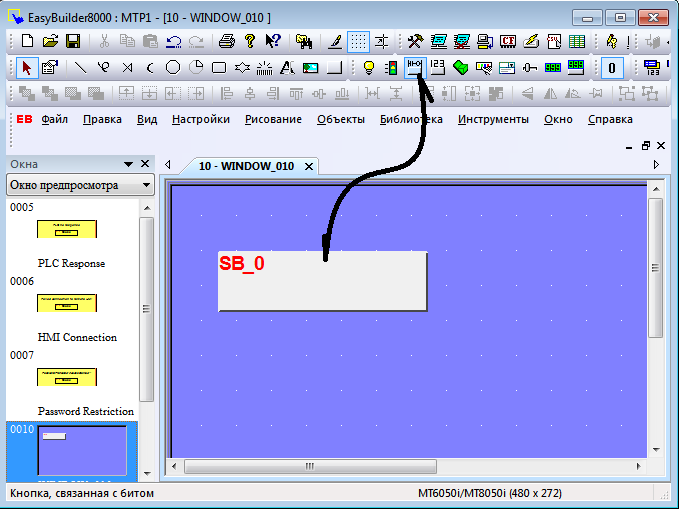 EasyBuilder8000 : MTP1 - [10 - WINDOW_010 ]
EB Файл Правка Вид Настройки Рисование Объекты Библиотека Инструменты Окно Справка
Окна
10 - WINDOW_010
Окно предпросмотра
0005
PLC Response
0006
HMI Connection
0007
Password Restriction
0010
SB_0
Кнопка, связанная с битом
MT6050i/MT8050i (480 x 272)